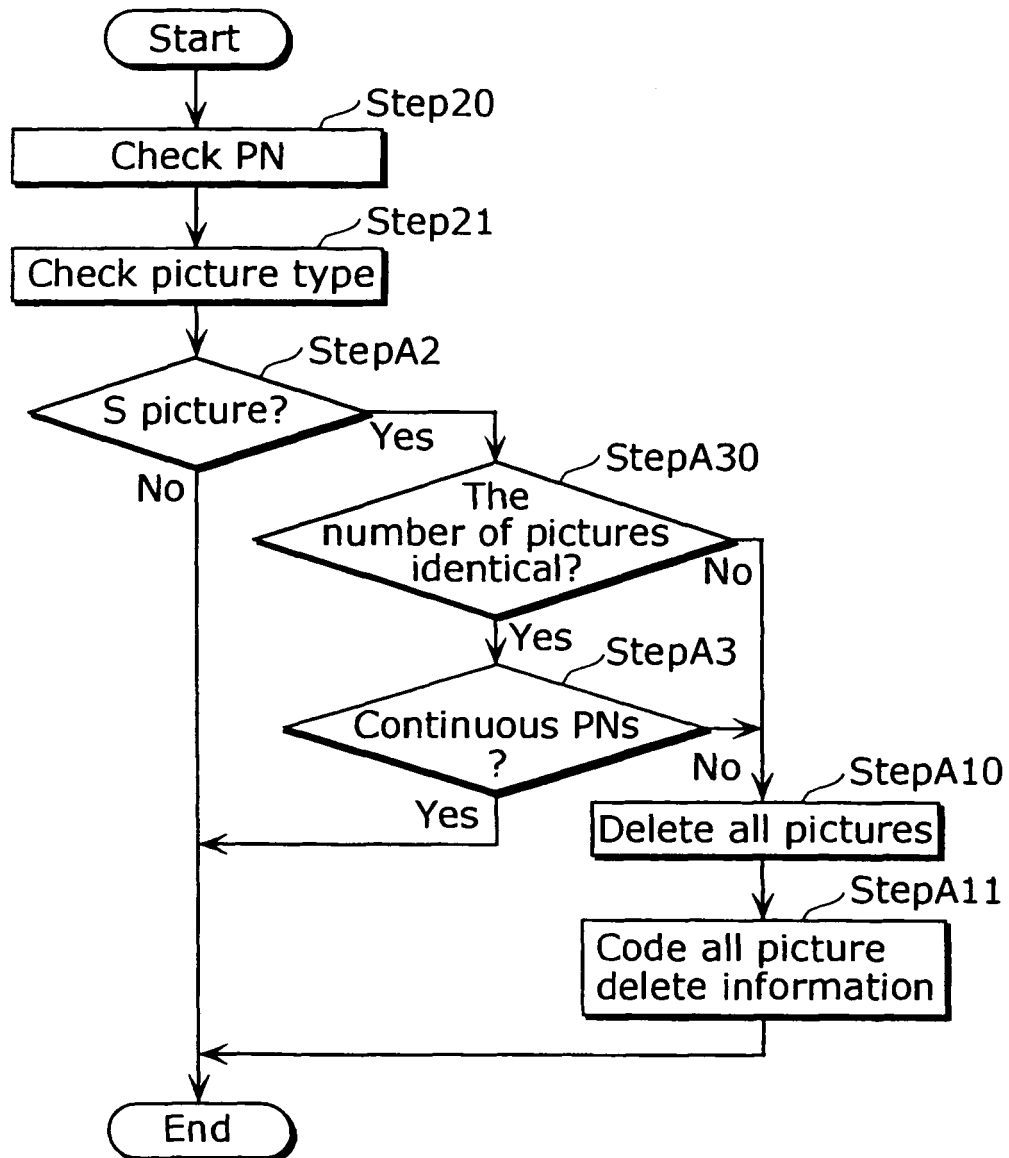 Start
Step20
Check PN
Step21
Check picture type
StepA2
S picture?
Yes
No
StepA30
The
number of pictures
identical?
No
Yes
StepA3
Continuous PNs
?
No
Yes
StepA10
Delete all pictures
StepA11
Code all picture
delete information
End